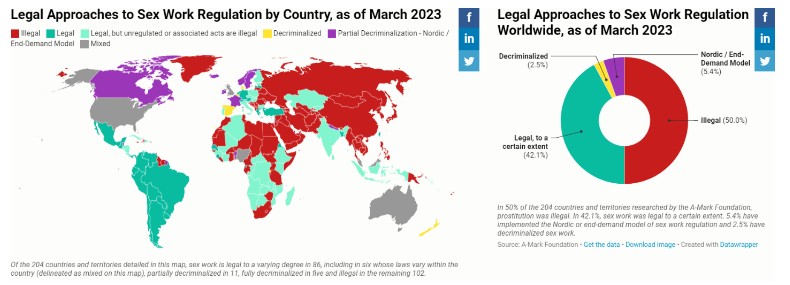 Legal Approaches to Sex Work Regulation by Country, as of March 2023
Illegal Legal Legal, but unregulated or associated acts are illegal Decriminalized Partial Decriminalization - Nordic /
End-Demand Model Mixed
Of the 204 countries and territories detailed in this map, sex work is legal to a varying degree in 86, including in six whose laws vary within the
country (delineated as mixed on this map), partially decriminalized in 11, fully decriminalized in five and illegal in the remaining 102.
f
in
Legal Approaches to Sex Work Regulation
Worldwide, as of March 2023
f
in
Decriminalized
(2.5%)
Nordic / End-
Demand Model
(5.4%)
Illegal (50.0%)
Legal, to a
certain extent
(42.1%)
In 50% of the 204 countries and territories researched by the A-Mark Foundation,
prostitution was illegal. In 42.1%, sex work was legal to a certain extent. 5.4% have
implemented the Nordic or end-demand model of sex work regulation and 2.5% have
decriminalized sex work.
Source: A-Mark Foundation • Get the data • Download image • Created with Datawrapper